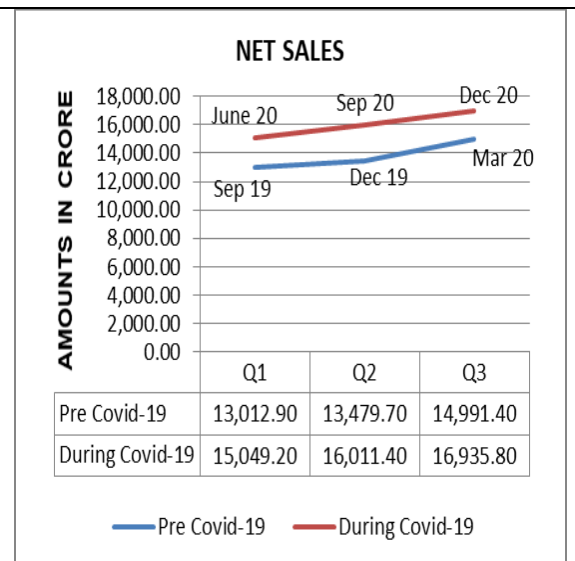 NET SALES
AMOUNTS IN CRORE
18,000.00
16,000.00
14,000.00
12,000.00
10,000.00
8,000.00
6,000.00
4,000.00
2,000.00
0.00
June 20
Sep 20
Dec 20
Sep 19
Dec 19
Mar 20
Q1 Q2 Q3
Pre Covid-19 13,012.90 13,479.70 14,991.40
During Covid-19 15,049.20 16,011.40 16,935.80
Pre Covid-19 During Covid-19